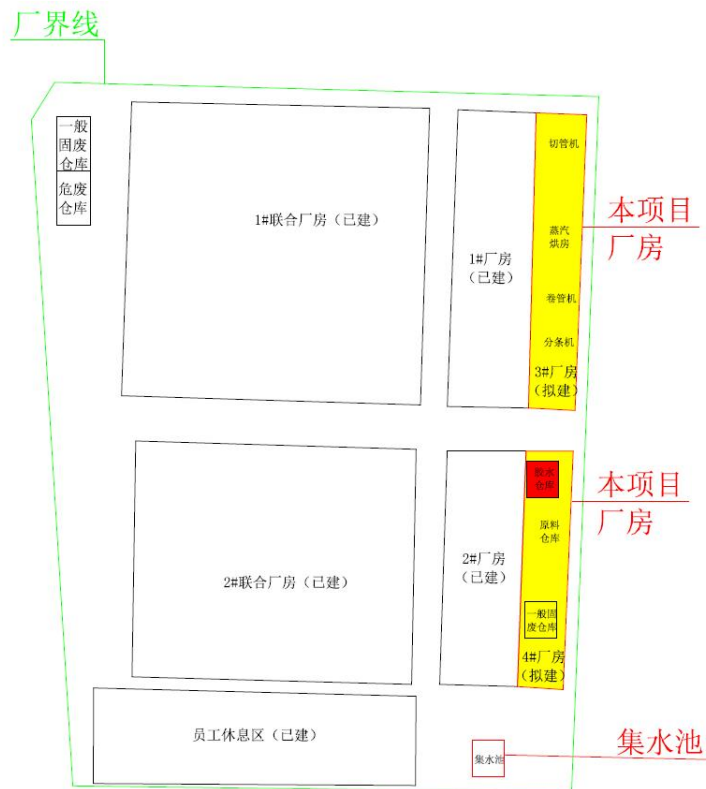 厂界线
一般
固废
仓库
危废
仓库
1#联合厂房（已建）
1#厂房
（已建）
切管机
蒸汽
烘房
卷管机
分条机
3#厂房
（拟建）
本项目
厂房
2#联合厂房（已建）
2#厂房
（已建）
胶水
仓库
原料
仓库
一般固
废仓库
4#厂房
（拟建）
本项目
厂房
员工休息区（已建）
集水池
集水池